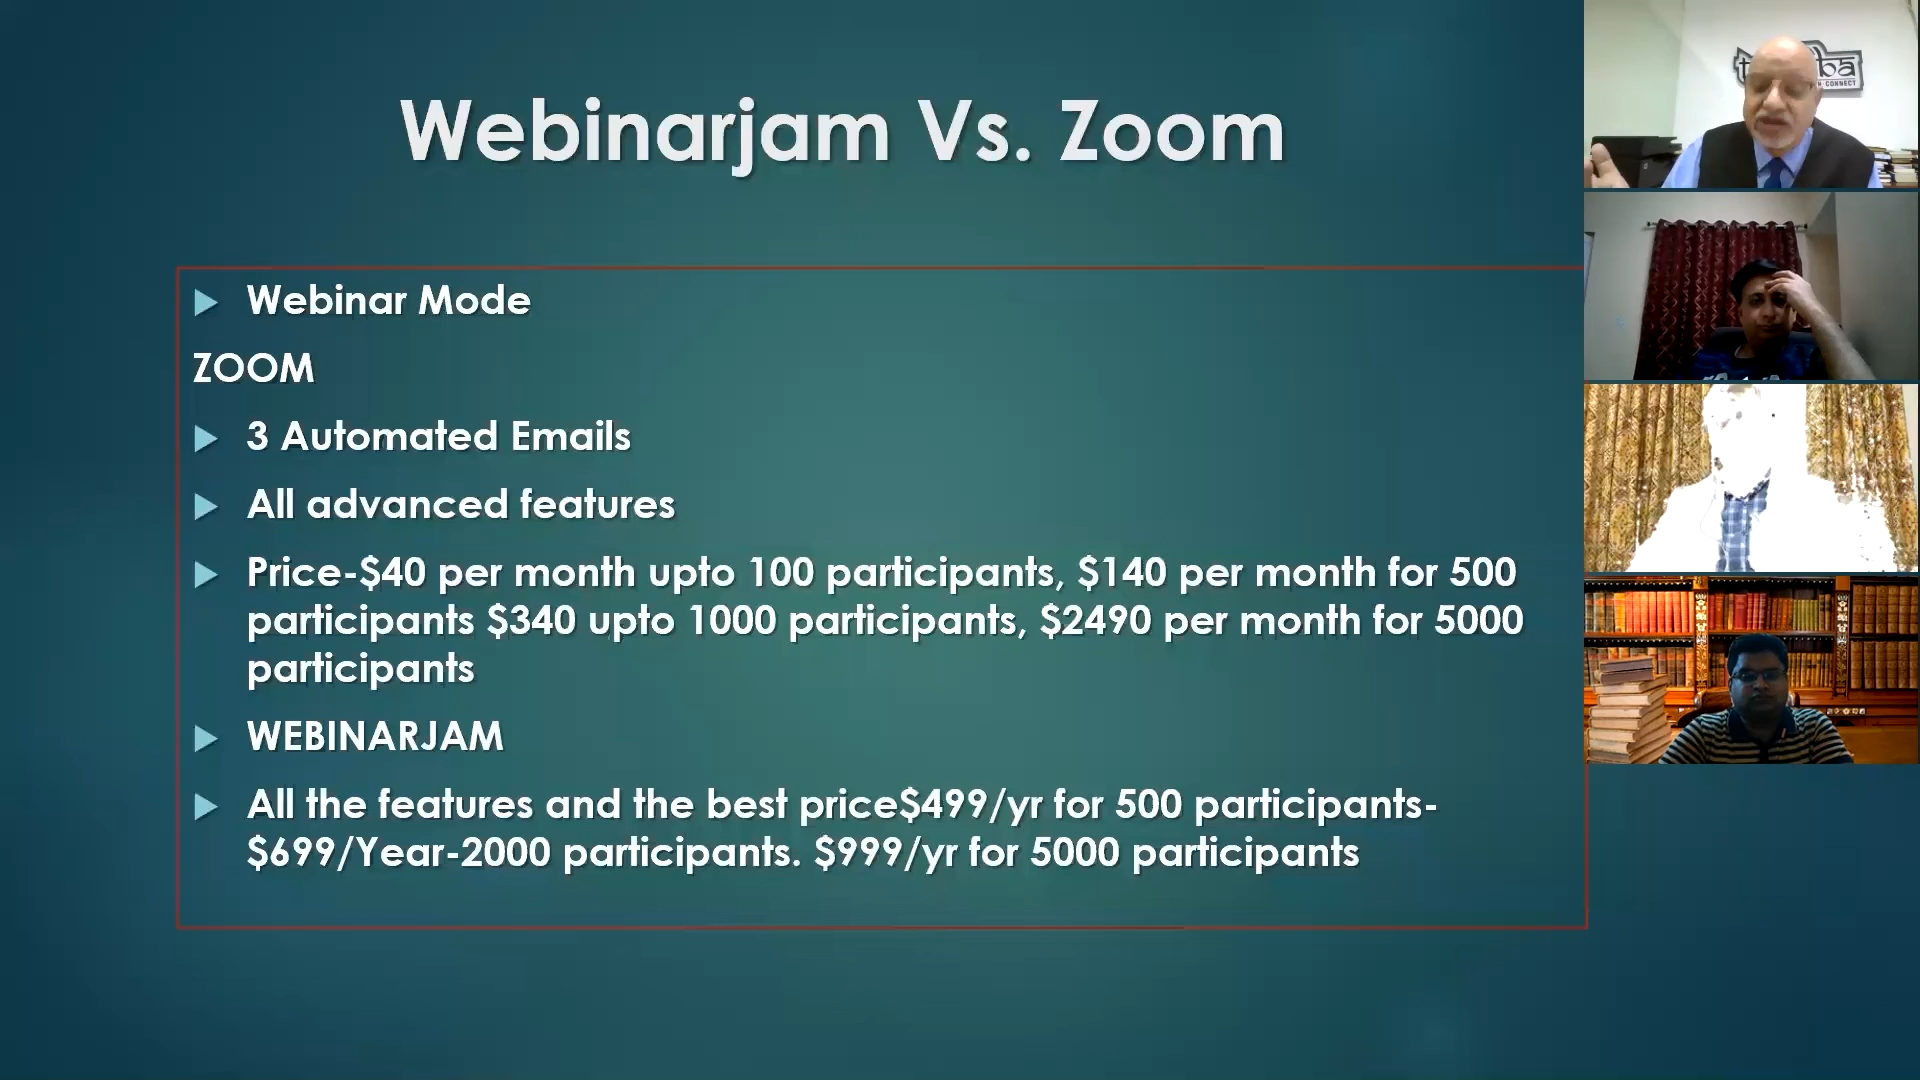 Webinarjam Vs. Zoom
Webinar Mode
ZOOM
3 Automated Emails
All advanced features
Price-$40 per month upto 100 participants, $140 per month for 500
participants $340 upto 1000 participants, $2490 per month for 5000
participants
WEBINARJAM
All the features and the best price$499/yr for 500 participants-
$699/Year-2000 participants. $999/yr for 5000 participants
CONNECT